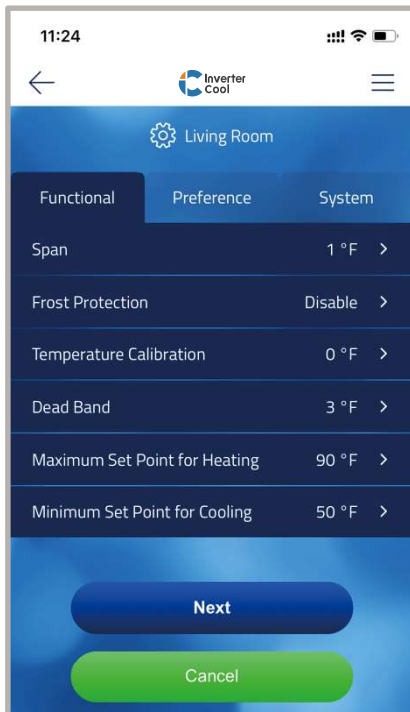 11:24
Inverter
Cool
Living Room
Functional Preference System
Span 1 °F >
Frost Protection Disable >
Temperature Calibration 0 °F >
Dead Band 3 °F >
Maximum Set Point for Heating 90 °F >
Minimum Set Point for Cooling 50 °F >
Next
Cancel